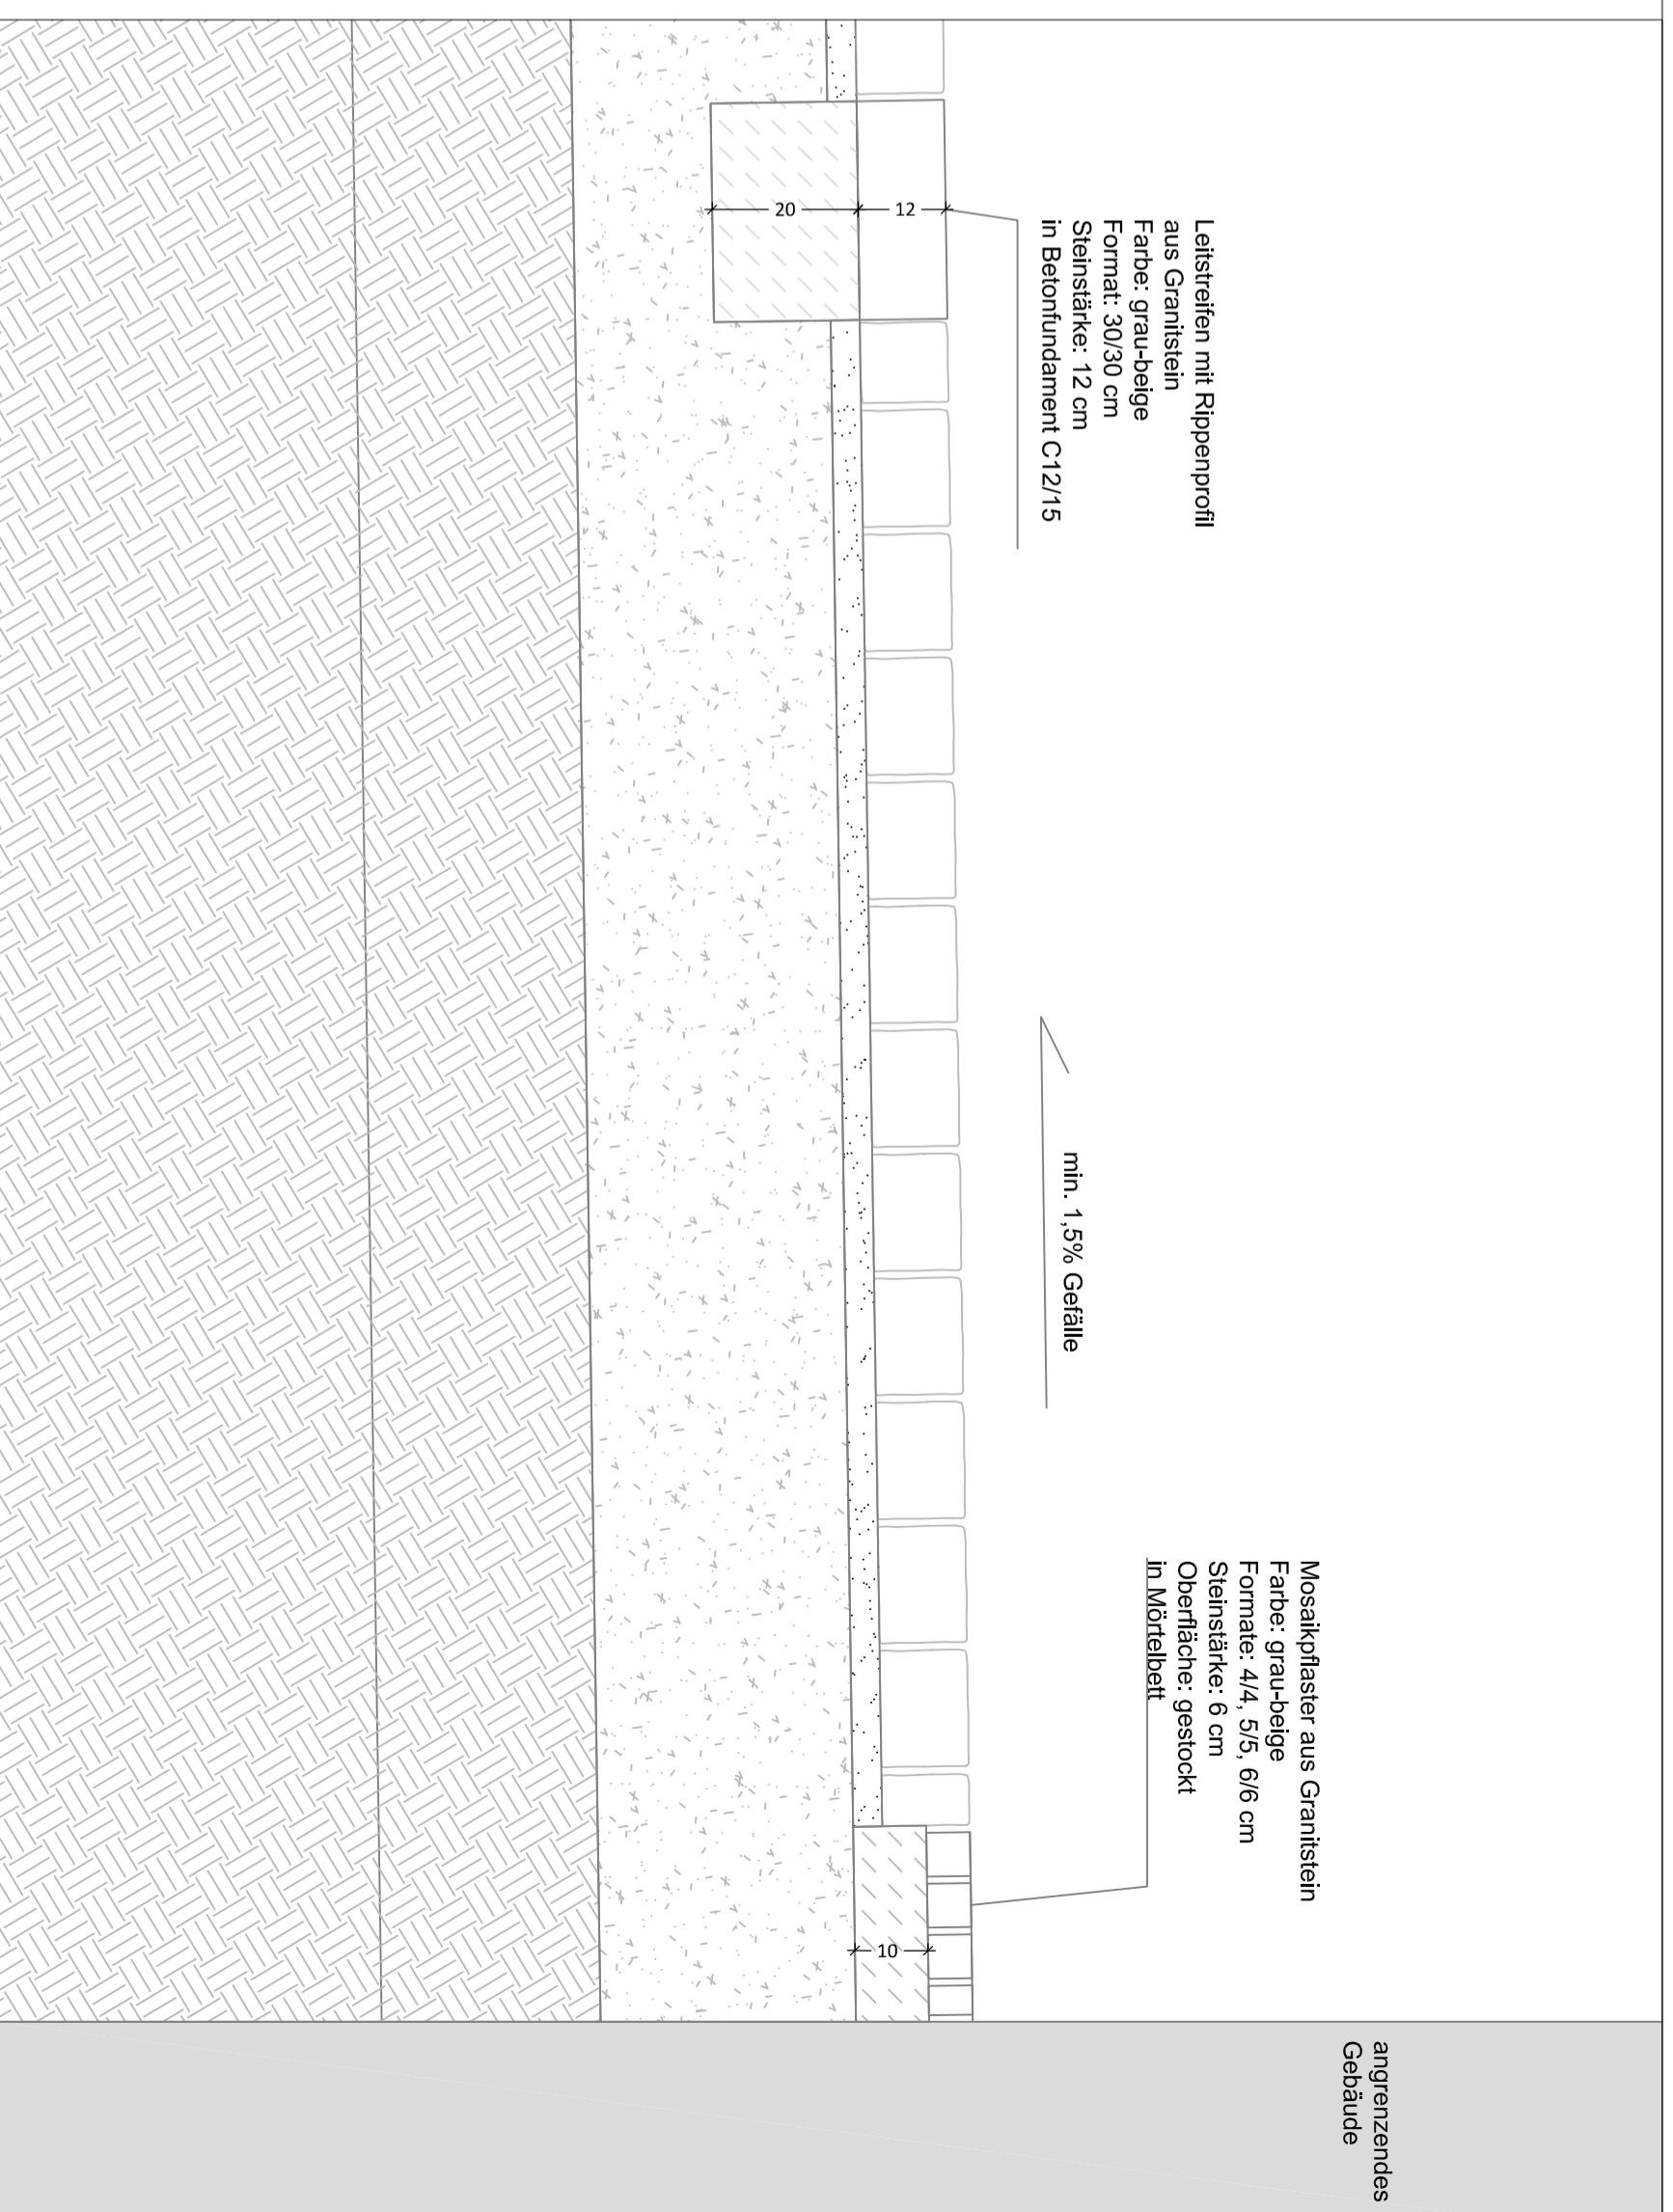 Leitstreifen mit Rippenprofil
aus Granitstein
Farbe: grau-beige
Format: 30/30 cm
Steinstärke: 12 cm
in Betonfundament C12/15
20
12
min. 1,5% Gefälle
Mosaikpflaster aus Granitstein
Farbe: grau-beige
Formate: 4/4, 5/5, 6/6 cm
Steinstärke: 6 cm
Oberfläche: gestockt
in Mörtelbett
10
angrenzendes
Gebäude